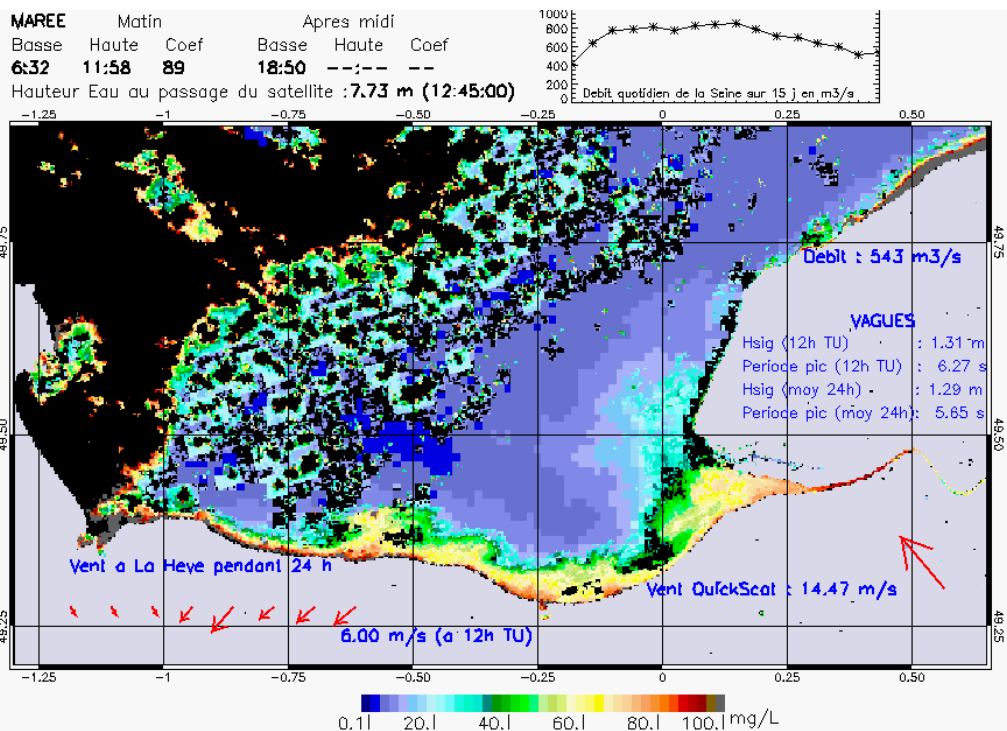 MAREE Matin Apres midi
Basse Haute Coef Basse Haute Coef
6:32 11:58 89 18:50 --:-- --
Hauteur Eau au passage du satellite : 7.73 m (12:45:00)
1000
800
600
400
200
0
Debit quotidien de la Seine sur 15 j en m3/s
-1.25 -1 -0.75 -0.50 -0.25 0 0.25 0.50
49.75 49.75
Debit : 543 m3/s
VAGUES
Hsig (12h TU) : 1.31 m
Periode pic (12h TU) : 6.27 s
Hsig (moy 24h) : 1.29 m
Periode pic (moy 24h): 5.65 s
49.50 49.50
Vent a La Heve pendant 24 h
Vent QuickScat : 14.47 m/s
6.00 m/s (a 12h TU)
49.25 49.25
-1.25 -1 -0.75 -0.50 -0.25 0 0.25 0.50
0.1 20.1 40.1 60.1 80.1 100.1 mg/L